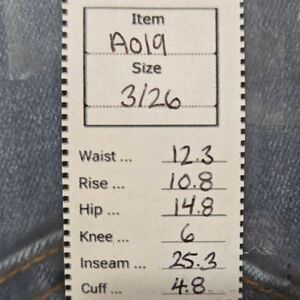 Item
A019
Size
3/26
Waist ... 12.3
Rise ... 10.8
Hip ... 14.8
Knee ... 6
Inseam ... 25.3
Cuff ... 4.8